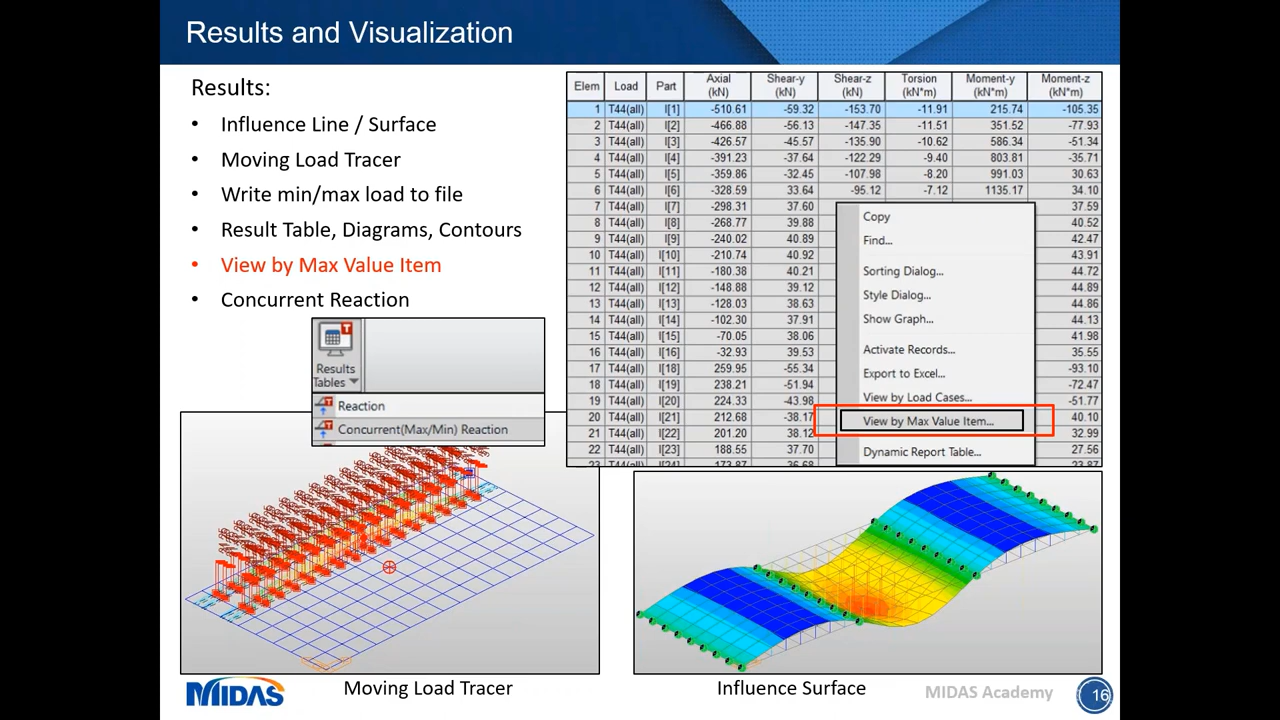 Results and Visualization
Results:
• Influence Line / Surface
• Moving Load Tracer
• Write min/max load to file
• Result Table, Diagrams, Contours
• View by Max Value Item
• Concurrent Reaction
Results
Tables
Reaction
Concurrent(Max/Min) Reaction
Elem Load Part Axial (kN) Shear-y (kN) Shear-z (kN) Torsion (kN*m) Moment-y (kN*m) Moment-z (kN*m)
1 T44(all) I[1] -510.61 -59.32 -153.70 -11.91 215.74 -105.35
2 T44(all) I[2] -466.88 -56.13 -147.35 -11.51 351.52 -77.93
3 T44(all) I[3] -426.57 -45.57 -135.90 -10.62 586.34 -51.34
4 T44(all) I[4] -391.23 -37.64 -122.29 -9.40 803.81 -35.71
5 T44(all) I[5] -359.86 -32.45 -107.98 -8.20 991.03 30.63
6 T44(all) I[6] -328.59 33.64 -95.12 -7.12 1135.17 34.10
7 T44(all) I[7] -298.31 37.60 37.59
8 T44(all) I[8] -268.77 39.88 40.52
9 T44(all) I[9] -240.02 40.89 42.47
10 T44(all) I[10] -210.74 40.92 43.91
11 T44(all) I[11] -180.38 40.21 44.72
12 T44(all) I[12] -148.88 39.12 44.89
13 T44(all) I[13] -128.03 38.63 44.86
14 T44(all) I[14] -102.30 37.91 44.13
15 T44(all) I[15] -70.05 38.06 41.98
16 T44(all) I[16] -32.93 39.53 35.55
17 T44(all) I[18] 259.95 -55.34 -93.10
18 T44(all) I[19] 238.21 -51.94 -72.47
19 T44(all) I[20] 224.33 -43.98 -51.77
20 T44(all) I[21] 212.68 -38.17 40.10
21 T44(all) I[22] 201.20 38.12 32.99
22 T44(all) I[23] 188.55 37.70 27.56
Copy
Find...
Sorting Dialog...
Style Dialog...
Show Graph...
Activate Records...
Export to Excel...
View by Load Cases...
View by Max Value Item...
Dynamic Report Table...
Moving Load Tracer
Influence Surface
MIDAS
MIDAS Academy
16